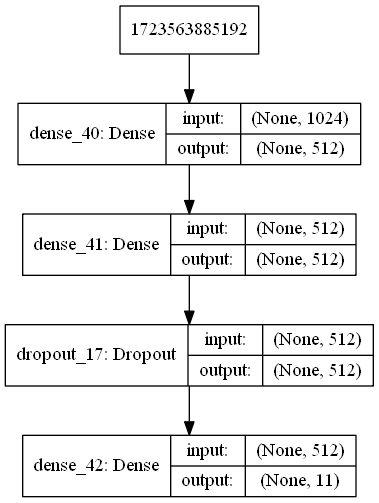 1723563885192
dense_40: Dense
input: (None, 1024)
output: (None, 512)
dense_41: Dense
input: (None, 512)
output: (None, 512)
dropout_17: Dropout
input: (None, 512)
output: (None, 512)
dense_42: Dense
input: (None, 512)
output: (None, 11)